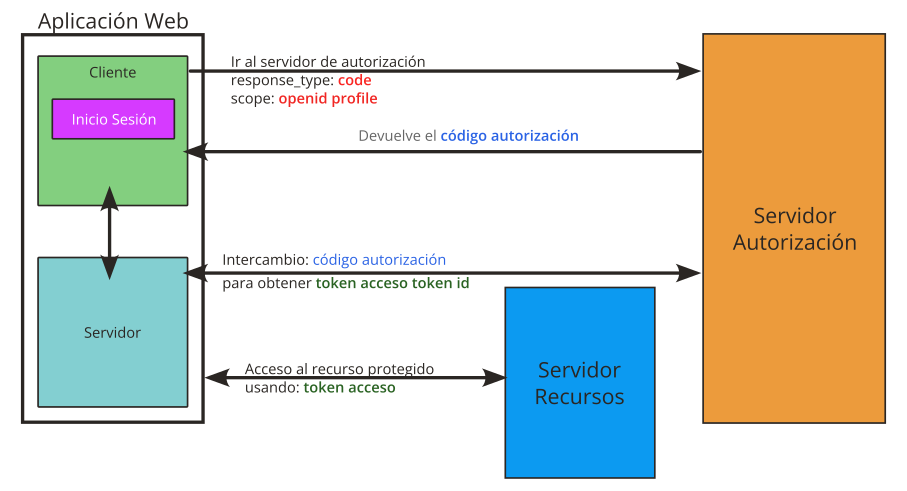 Aplicación Web
Cliente
Inicio Sesión
Ir al servidor de autorización
response_type: code
scope: openid profile
Devuelve el código autorización
Servidor
Autorización
Intercambio: código autorización
para obtener token acceso token id
Servidor
Acceso al recurso protegido
usando: token acceso
Servidor
Recursos